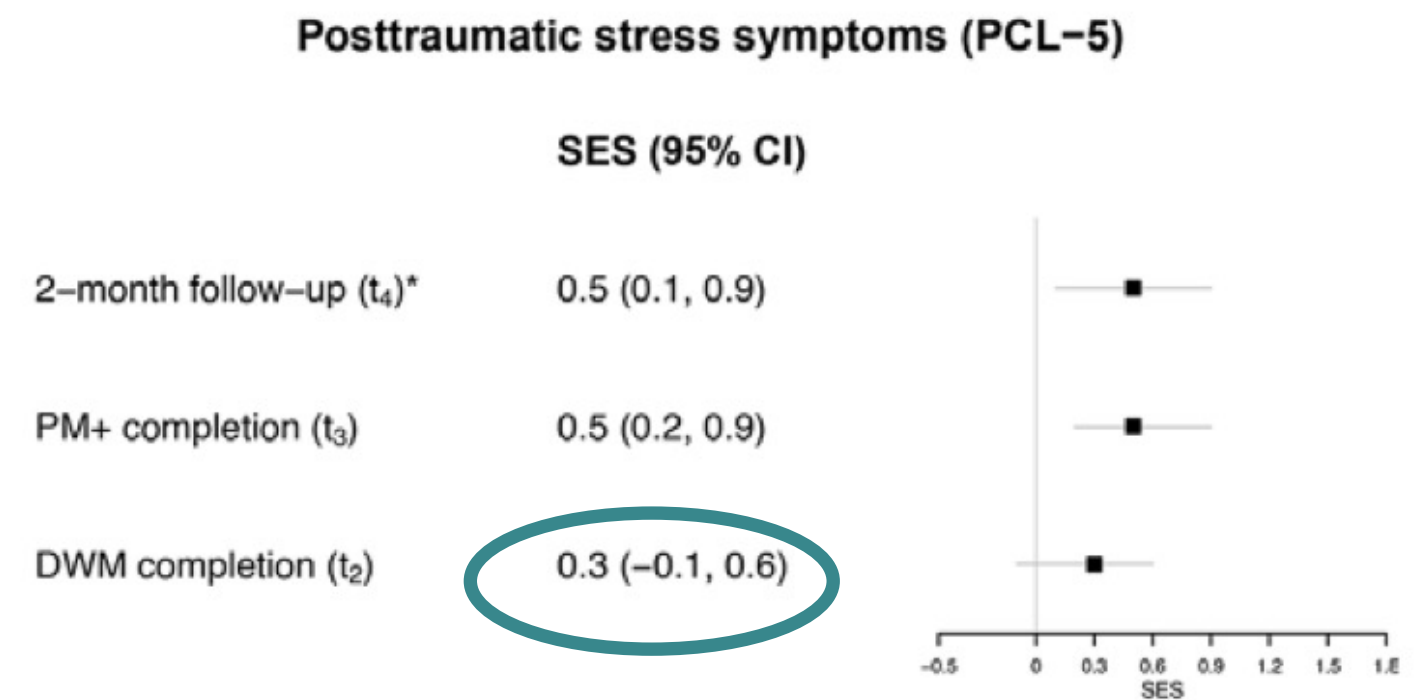 Posttraumatic stress symptoms (PCL−5)
SES (95% CI)
2−month follow−up (t₄)* 0.5 (0.1, 0.9)
PM+ completion (t₃) 0.5 (0.2, 0.9)
DWM completion (t₂) 0.3 (−0.1, 0.6)
−0.5 0 0.3 0.6 0.9 1.2 1.5
SES